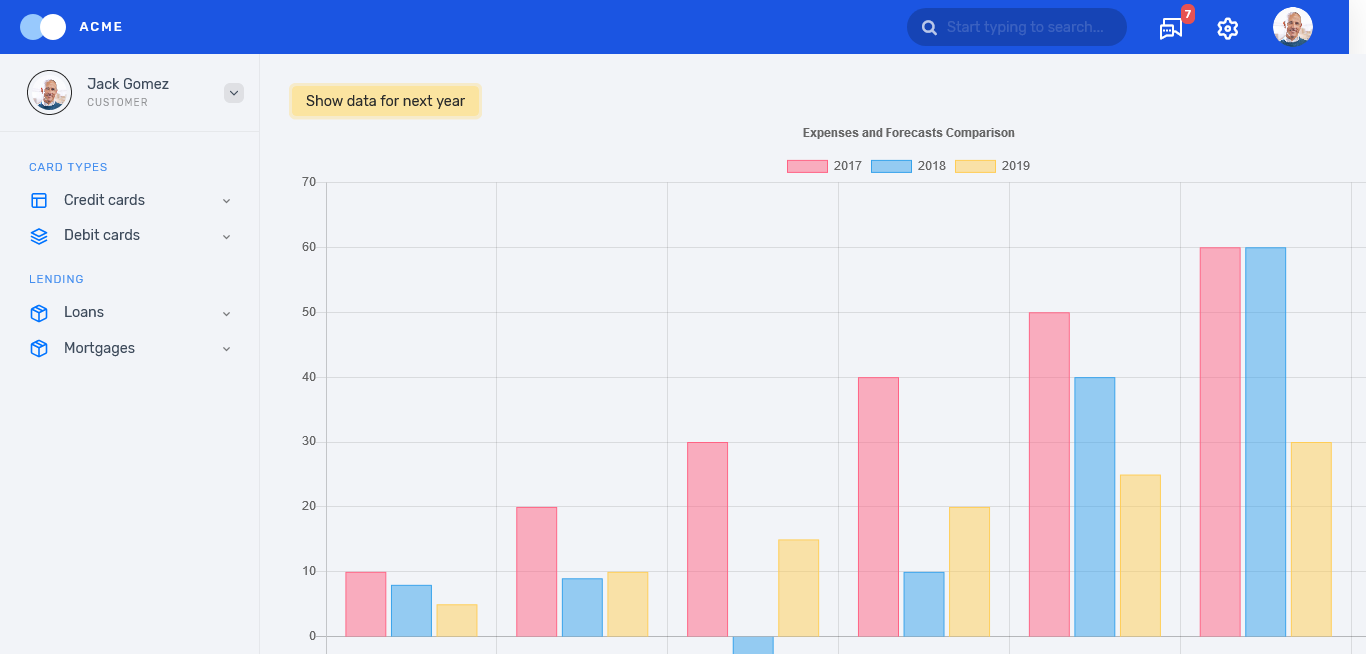 ACME
Start typing to search...
7
Jack Gomez
CUSTOMER
CARD TYPES
Credit cards
Debit cards
LENDING
Loans
Mortgages
Show data for next year
Expenses and Forecasts Comparison
2017 2018 2019
70
60
50
40
30
20
10
0